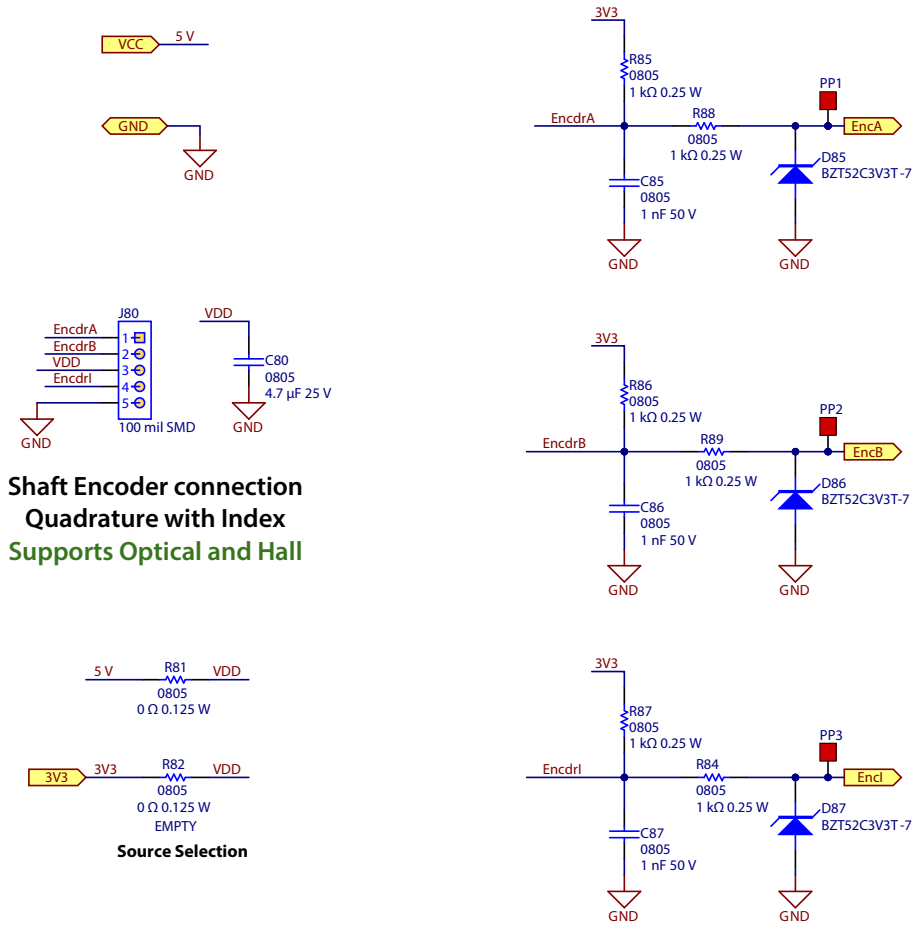 VCC
5 V
GND
GND
J80
EncdrA
EncdrB
VDD
EncdrI
1
2
3
4
5
GND
100 mil SMD
VDD
C80
0805
4.7 µF 25 V
GND
Shaft Encoder connection
Quadrature with Index
Supports Optical and Hall
5 V
R81
VDD
0805
0 Ω 0.125 W
3V3
3V3
R82
VDD
0805
0 Ω 0.125 W
EMPTY
Source Selection
3V3
R85
0805
1 kΩ 0.25 W
EncdrA
R88
0805
1 kΩ 0.25 W
PP1
EncA
C85
0805
1 nF 50 V
D85
BZT52C3V3T-7
GND
GND
3V3
R86
0805
1 kΩ 0.25 W
EncdrB
R89
0805
1 kΩ 0.25 W
PP2
EncB
C86
0805
1 nF 50 V
D86
BZT52C3V3T-7
GND
GND
3V3
R87
0805
1 kΩ 0.25 W
EncdrI
R84
0805
1 kΩ 0.25 W
PP3
EncI
C87
0805
1 nF 50 V
D87
BZT52C3V3T-7
GND
GND